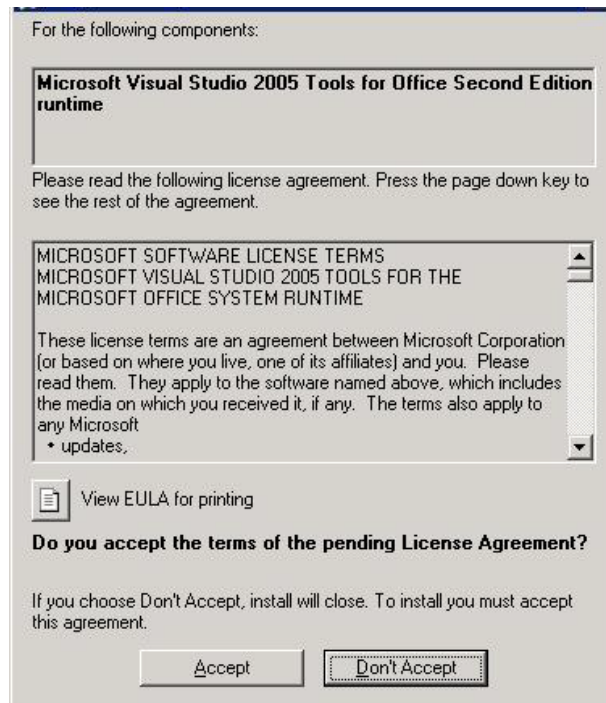 For the following components:
Microsoft Visual Studio 2005 Tools for Office Second Edition
runtime
Please read the following license agreement. Press the page down key to
see the rest of the agreement.
MICROSOFT SOFTWARE LICENSE TERMS
MICROSOFT VISUAL STUDIO 2005 TOOLS FOR THE
MICROSOFT OFFICE SYSTEM RUNTIME
These license terms are an agreement between Microsoft Corporation
(or based on where you live, one of its affiliates) and you. Please
read them. They apply to the software named above, which includes
the media on which you received it, if any. The terms also apply to
any Microsoft
• updates,
View EULA for printing
Do you accept the terms of the pending License Agreement?
If you choose Don't Accept, install will close. To install you must accept
this agreement.
Accept
Don't Accept